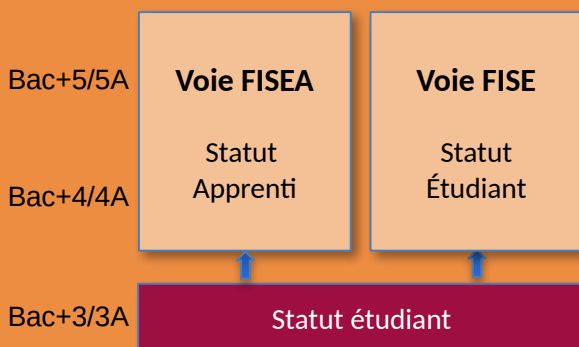 Bac+5/5A
Voie FISEA
Voie FISE
Statut
Apprenti
Statut
Étudiant
Bac+4/4A
Bac+3/3A
Statut étudiant